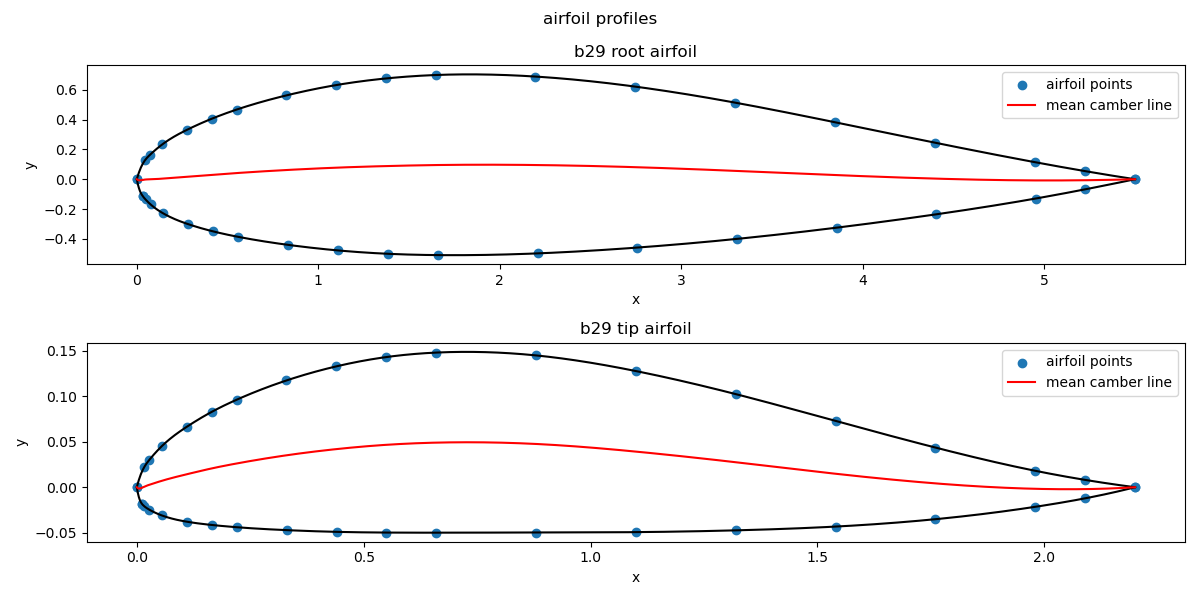 airfoil profiles
b29 root airfoil
airfoil points
mean camber line
0.6
0.4
0.2
0.0
−0.2
−0.4
y
0 1 2 3 4 5
x
b29 tip airfoil
airfoil points
mean camber line
0.15
0.10
0.05
0.00
−0.05
y
0.0 0.5 1.0 1.5 2.0
x